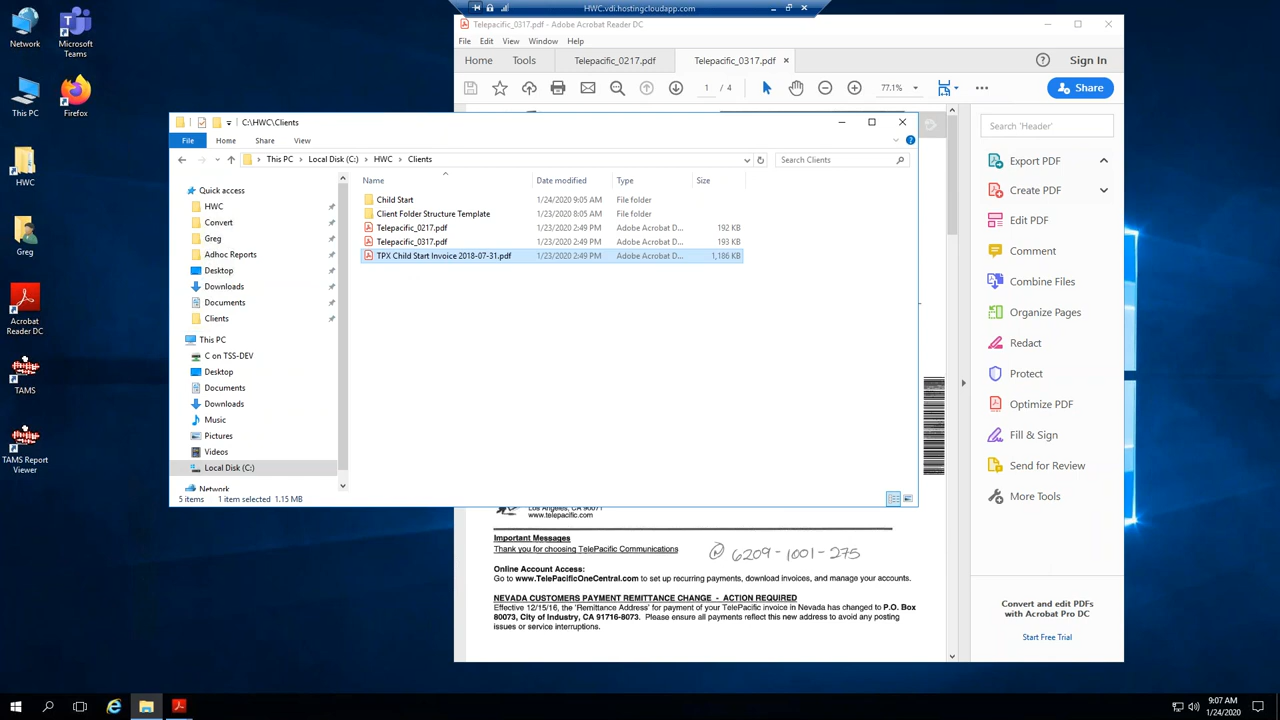 HWC.vdi.hostingcloudapp.com
Network
Microsoft
Teams
This PC
Firefox
HWC
Greg
Acrobat
Reader DC
TAMS
TAMS Report
Viewer
Telepacific_0317.pdf - Adobe Acrobat Reader DC
File Edit View Window Help
Home Tools Telepacific_0217.pdf Telepacific_0317.pdf ×
Sign In
1 / 4 77.1% Share
C:\HWC\Clients
File Home Share View
This PC > Local Disk (C:) > HWC > Clients
Search Clients
Quick access
HWC
Convert
Greg
Adhoc Reports
Desktop
Downloads
Documents
Clients
This PC
C on TSS-DEV
Desktop
Documents
Downloads
Music
Pictures
Videos
Local Disk (C:)
Network
Name Date modified Type Size
Child Start 1/24/2020 9:05 AM File folder
Client Folder Structure Template 1/23/2020 8:05 AM File folder
Telepacific_0217.pdf 1/23/2020 2:49 PM Adobe Acrobat D... 192 KB
Telepacific_0317.pdf 1/23/2020 2:49 PM Adobe Acrobat D... 193 KB
TPX Child Start Invoice 2018-07-31.pdf 1/23/2020 2:49 PM Adobe Acrobat D... 1,186 KB
5 items 1 item selected 1.15 MB
Los Angeles, CA 90071
www.telepacific.com
Important Messages
Thank you for choosing TelePacific Communications
@ 6209-1001-275
Online Account Access:
Go to www.TelePacificOneCentral.com to set up recurring payments, download invoices, and manage your accounts.
NEVADA CUSTOMERS PAYMENT REMITTANCE CHANGE - ACTION REQUIRED
Effective 12/15/16, the 'Remittance Address' for payment of your TelePacific invoice in Nevada has changed to P.O. Box
80073, City of Industry, CA 91716-8073. Please ensure all payments reflect this new address to avoid any posting
issues or service interruptions.
Search 'Header'
Export PDF
Create PDF
Edit PDF
Comment
Combine Files
Organize Pages
Redact
Protect
Optimize PDF
Fill & Sign
Send for Review
More Tools
Convert and edit PDFs
with Acrobat Pro DC
Start Free Trial
9:07 AM
1/24/2020